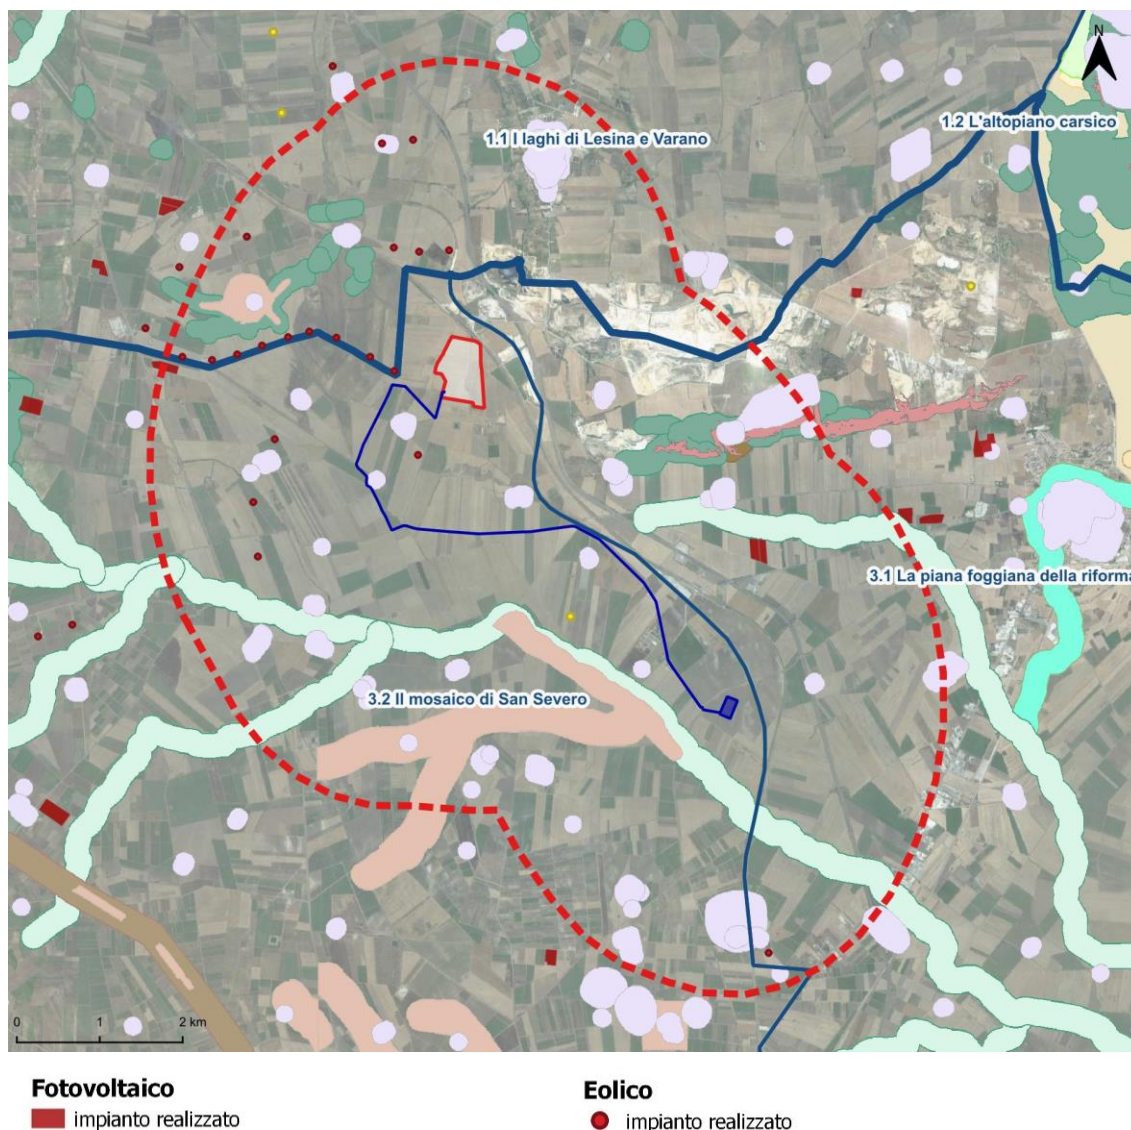 N
1.2 L'altopiano carsico
1.1 I laghi di Lesina e Varano
3.1 La piana foggiana della riforma
3.2 Il mosaico di San Severo
0 1 2 km
Fotovoltaico
impianto realizzato
Eolico
impianto realizzato